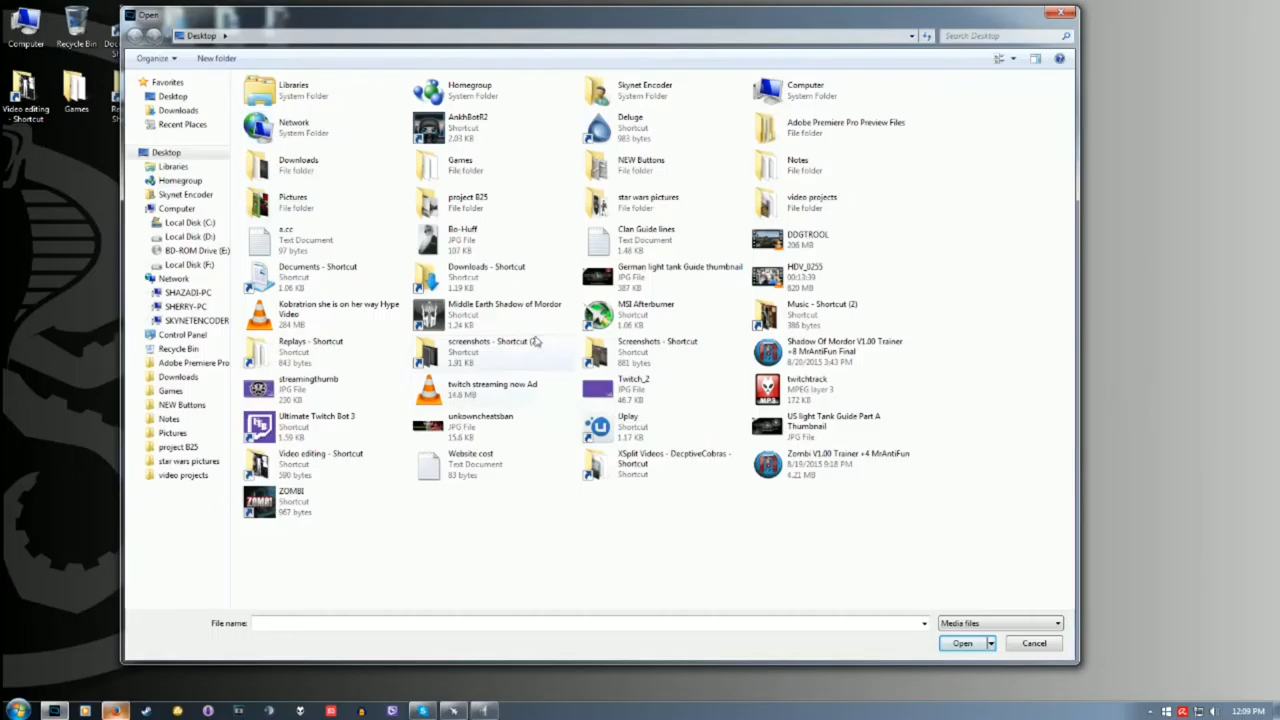 Open
Computer
Recycle Bin
Desktop
Search Desktop
Organize
New folder
Video editing
- Shortcut
Games
Favorites
Desktop
Downloads
Recent Places
Desktop
Libraries
Homegroup
Skynet Encoder
Computer
Local Disk (C:)
Local Disk (D:)
BD-ROM Drive (E:)
Local Disk (F:)
Network
SHAZADI-PC
SHERRY-PC
SKYNETENCODER
Control Panel
Recycle Bin
Adobe Premiere Pro
Downloads
Games
NEW Buttons
Notes
Pictures
project B25
star wars pictures
video projects
Libraries
System Folder
Homegroup
System Folder
Skynet Encoder
System Folder
Computer
System Folder
Network
System Folder
AnkhBotR2
Shortcut
2.03 KB
Deluge
Shortcut
983 bytes
Adobe Premiere Pro Preview Files
File folder
Downloads
File folder
Games
File folder
NEW Buttons
File folder
Notes
File folder
Pictures
File folder
project B25
File folder
star wars pictures
File folder
video projects
File folder
a.cc
Text Document
97 bytes
Bo-Huff
JPG File
107 KB
Clan Guide lines
Text Document
1.48 KB
DDGTROOL
206 MB
Documents - Shortcut
Shortcut
1.06 KB
Downloads - Shortcut
Shortcut
1.19 KB
German light tank Guide thumbnail
JPG File
387 KB
HDV_0255
00:13:39
820 MB
Kobratrion she is on her way Hype
Video
284 MB
Middle Earth Shadow of Mordor
Shortcut
1.24 KB
MSI Afterburner
Shortcut
1.06 KB
Music - Shortcut (2)
Shortcut
386 bytes
Replays - Shortcut
Shortcut
843 bytes
screenshots - Shortcut (2)
Shortcut
1.91 KB
Screenshots - Shortcut
Shortcut
881 bytes
Shadow Of Mordor V1.00 Trainer
+8 MrAntiFun Final
8/20/2015 3:43 PM
streamingthumb
JPG File
230 KB
twitch streaming now Ad
14.6 MB
Twitch_2
JPG File
46.7 KB
twitchtrack
MPEG layer 3
172 KB
Ultimate Twitch Bot 3
Shortcut
1.59 KB
unkowncheatsban
JPG File
15.6 KB
Uplay
Shortcut
1.17 KB
US light Tank Guide Part A
Thumbnail
JPG File
Video editing - Shortcut
Shortcut
590 bytes
Website cost
Text Document
83 bytes
XSplit Videos - DecptiveCobras -
Shortcut
Shortcut
Zombi V1.00 Trainer +4 MrAntiFun
8/19/2015 9:18 PM
4.21 MB
ZOMBI
Shortcut
967 bytes
File name:
Media files
Open
Cancel
12:09 PM